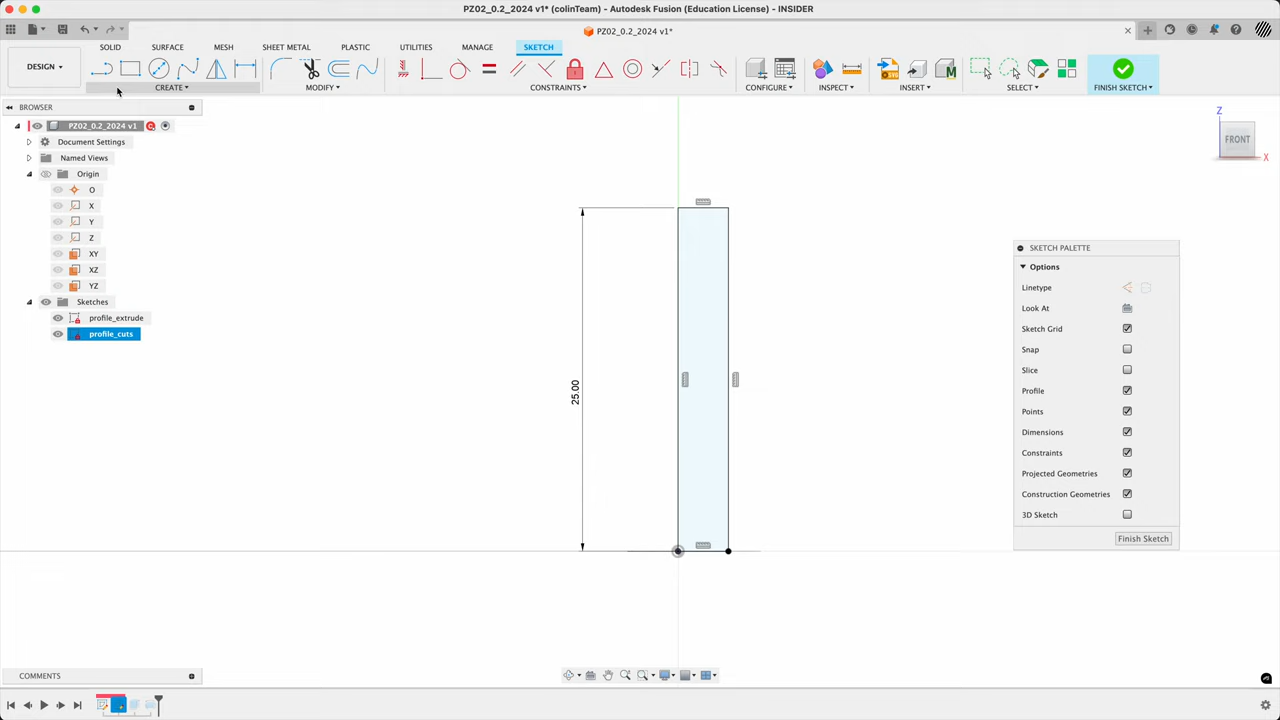 PZ02_0.2_2024 v1* (colinTeam) - Autodesk Fusion (Education License) - INSIDER
PZ02_0.2_2024 v1*
SOLID
SURFACE
MESH
SHEET METAL
PLASTIC
UTILITIES
MANAGE
SKETCH
DESIGN
CREATE
MODIFY
CONSTRAINTS
CONFIGURE
INSPECT
INSERT
SELECT
FINISH SKETCH
BROWSER
PZ02_0.2_2024 v1
Document Settings
Named Views
Origin
O
X
Y
Z
XY
XZ
YZ
Sketches
profile_extrude
profile_cuts
25.00
Z
FRONT
X
SKETCH PALETTE
Options
Linetype
Look At
Sketch Grid
Snap
Slice
Profile
Points
Dimensions
Constraints
Projected Geometries
Construction Geometries
3D Sketch
Finish Sketch
COMMENTS